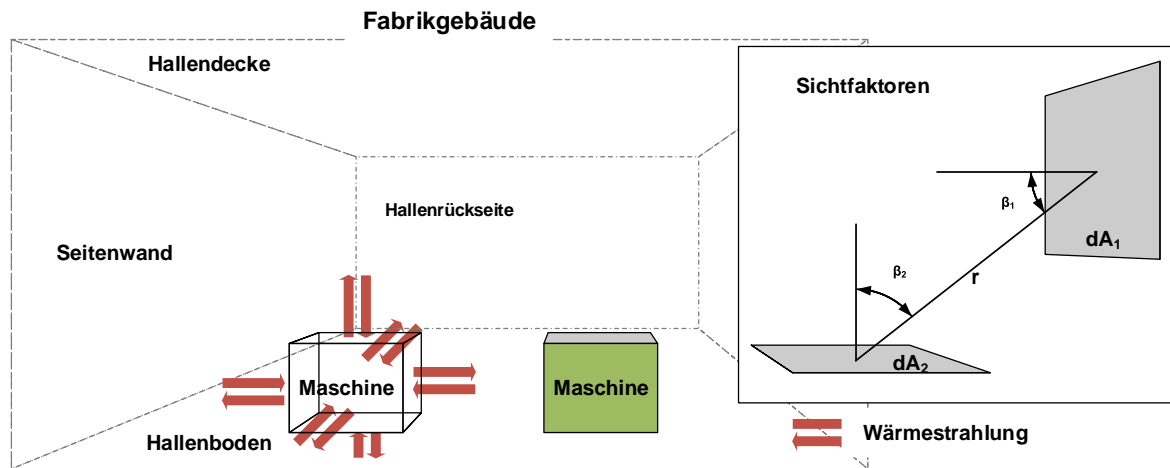 Fabrikgebäude
Hallendecke
Sichtfaktoren
Hallenrückseite
β₁
Seitenwand
dA₁
β₂
r
dA₂
Maschine
Maschine
Hallenboden
Wärmestrahlung